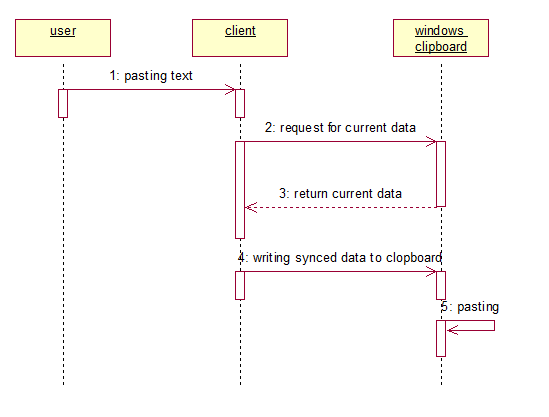 user
client
windows
clipboard
1: pasting text
2: request for current data
3: return current data
4: writing synced data to clopboard
5: pasting